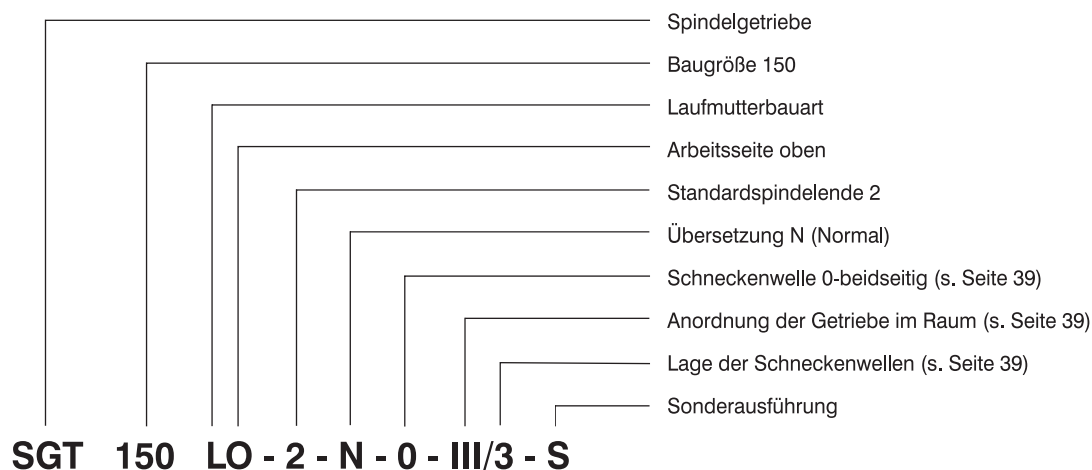 Spindelgetriebe
Baugröße 150
Laufmutterbauart
Arbeitsseite oben
Standardspindelende 2
Übersetzung N (Normal)
Schneckenwelle 0-beidseitig (s. Seite 39)
Anordnung der Getriebe im Raum (s. Seite 39)
Lage der Schneckenwellen (s. Seite 39)
Sonderausführung
SGT 150 LO - 2 - N - 0 - III/3 - S